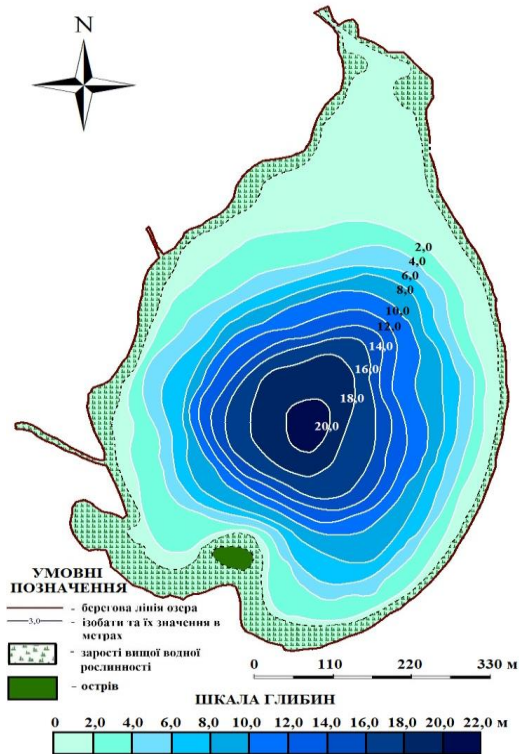 N
2,0
4,0
6,0
8,0
10,0
12,0
14,0
16,0
18,0
20,0
УМОВНІ
ПОЗНАЧЕННЯ
- берегова лінія озера
3,0 - ізобати та їх значення в
метрах
- зарості вищої водної
рослинності
- острів
0 110 220 330 м
ШКАЛА ГЛИБИН
0 2,0 4,0 6,0 8,0 10,0 12,0 14,0 16,0 18,0 20,0 22,0 м